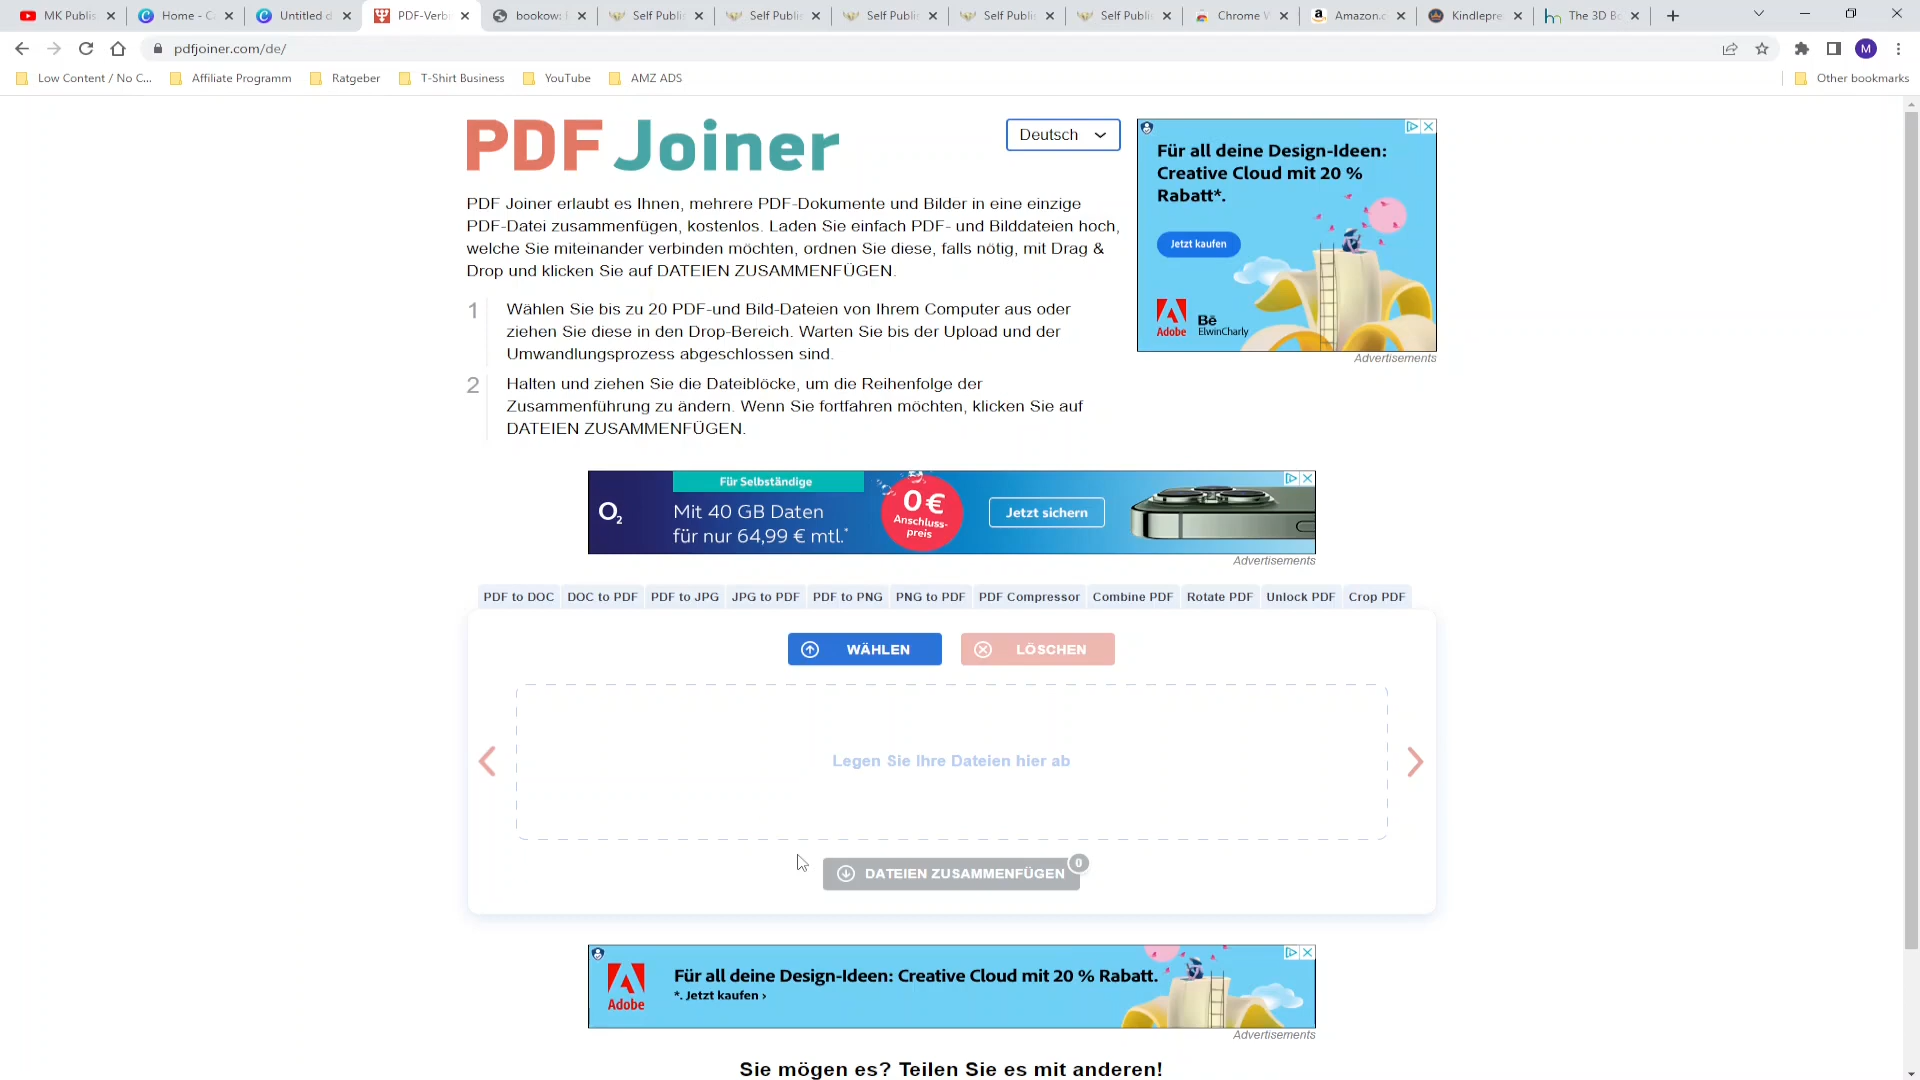 MK Publis
Home - C
Untitled d
PDF-Verb
bookow:
Self Publis
Self Publis
Self Publis
Self Publis
Self Publis
Chrome W
Amazon.c
Kindlepre
The 3D B
pdfjoiner.com/de/
M
Low Content / No C...
Affiliate Programm
Ratgeber
T-Shirt Business
YouTube
AMZ ADS
Other bookmarks
PDF Joiner
Deutsch
PDF Joiner erlaubt es Ihnen, mehrere PDF-Dokumente und Bilder in eine einzige
PDF-Datei zusammenfügen, kostenlos. Laden Sie einfach PDF- und Bilddateien hoch,
welche Sie miteinander verbinden möchten, ordnen Sie diese, falls nötig, mit Drag &
Drop und klicken Sie auf DATEIEN ZUSAMMENFÜGEN.
1 Wählen Sie bis zu 20 PDF-und Bild-Dateien von Ihrem Computer aus oder
ziehen Sie diese in den Drop-Bereich. Warten Sie bis der Upload und der
Umwandlungsprozess abgeschlossen sind.
2 Halten und ziehen Sie die Dateiblöcke, um die Reihenfolge der
Zusammenführung zu ändern. Wenn Sie fortfahren möchten, klicken Sie auf
DATEIEN ZUSAMMENFÜGEN.
Für all deine Design-Ideen:
Creative Cloud mit 20 %
Rabatt*.
Jetzt kaufen
Adobe
Bē
ElwinCharly
Advertisements
O2
Für Selbständige
Mit 40 GB Daten
für nur 64,99 € mtl.*
0 €
Anschluss-
preis
Jetzt sichern
Advertisements
PDF to DOC
DOC to PDF
PDF to JPG
JPG to PDF
PDF to PNG
PNG to PDF
PDF Compressor
Combine PDF
Rotate PDF
Unlock PDF
Crop PDF
WÄHLEN
LÖSCHEN
Legen Sie Ihre Dateien hier ab
DATEIEN ZUSAMMENFÜGEN
0
Adobe
Für all deine Design-Ideen: Creative Cloud mit 20 % Rabatt.
*. Jetzt kaufen ›
Advertisements
Sie mögen es? Teilen Sie es mit anderen!